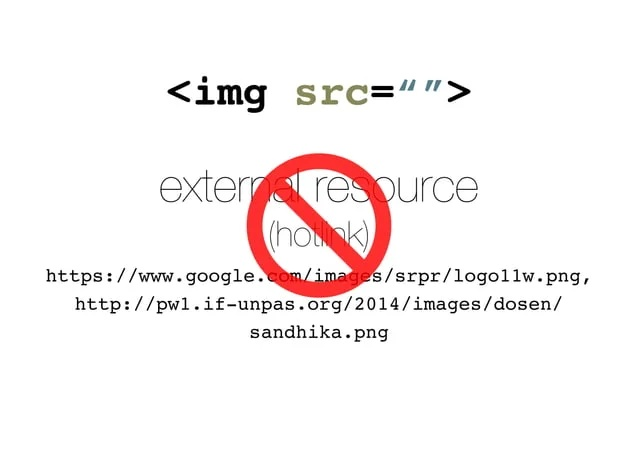 <img src=“”>
external resource
(hotlink)
https://www.google.com/images/srpr/logo11w.png,
http://pw1.if-unpas.org/2014/images/dosen/
sandhika.png